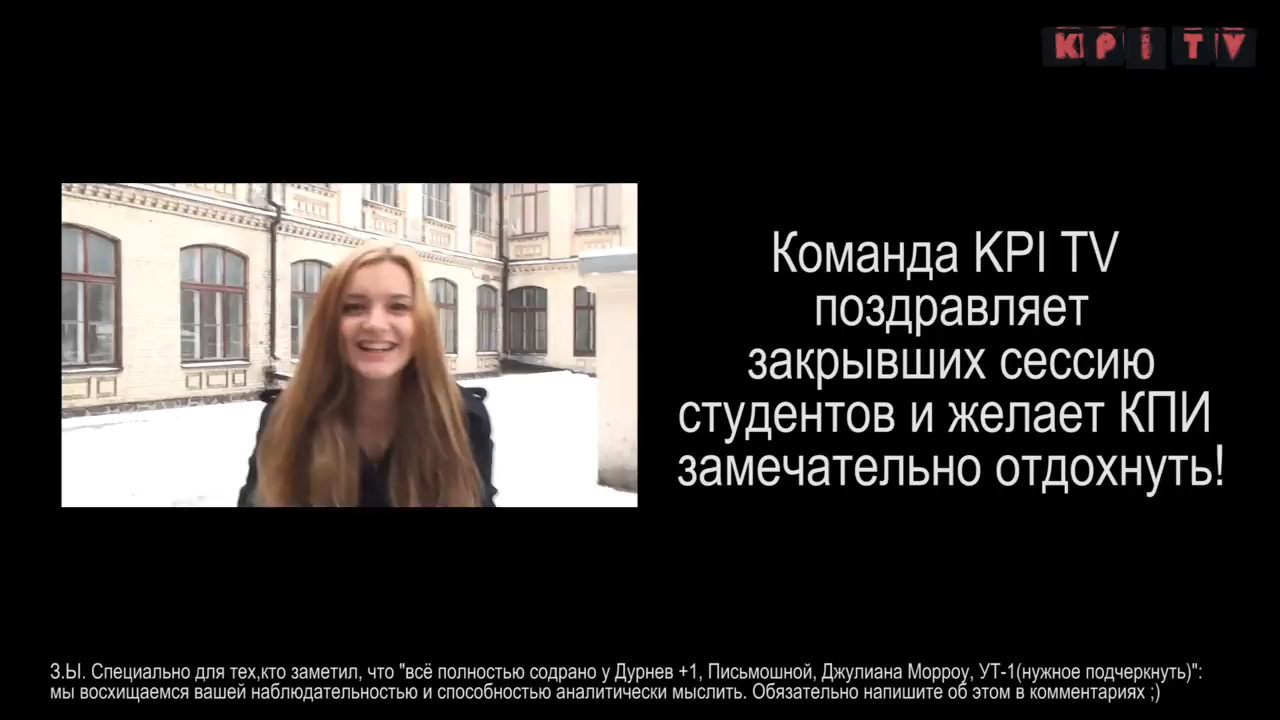 KPI TV
Команда KPI TV
поздравляет
закрывших сессию
студентов и желает КПИ
замечательно отдохнуть!
З.Ы. Специально для тех,кто заметил, что "всё полностью содрано у Дурнев +1, Письмошной, Джулиана Морроу, УТ-1(нужное подчеркнуть)":
мы восхищаемся вашей наблюдательностью и способностью аналитически мыслить. Обязательно напишите об этом в комментариях ;)